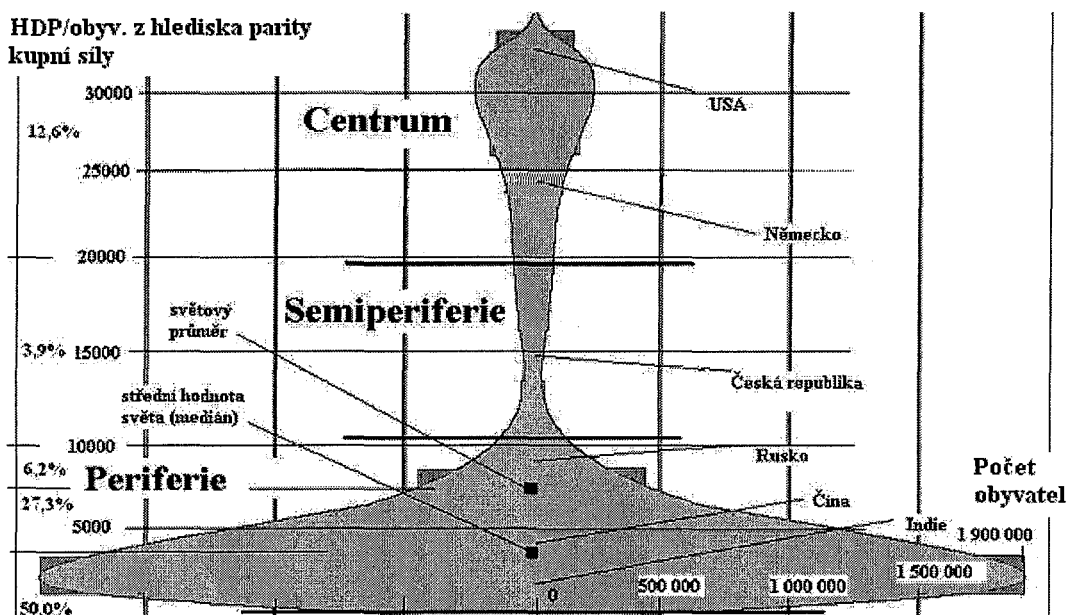 HDP/obyv. z hlediska parity
kupní síly
30000
USA
Centrum
12,6%
25000
Německo
20000
Semiperiferie
světový
průměr
3,9%
15000
Česká republika
střední hodnota
světa (medián)
10000
Rusko
6,2%
Periferie
Počet
obyvatel
27,3%
Čína
5000
Indie
1 900 000
1 500 000
1 000 000
500 000
0
50,0%